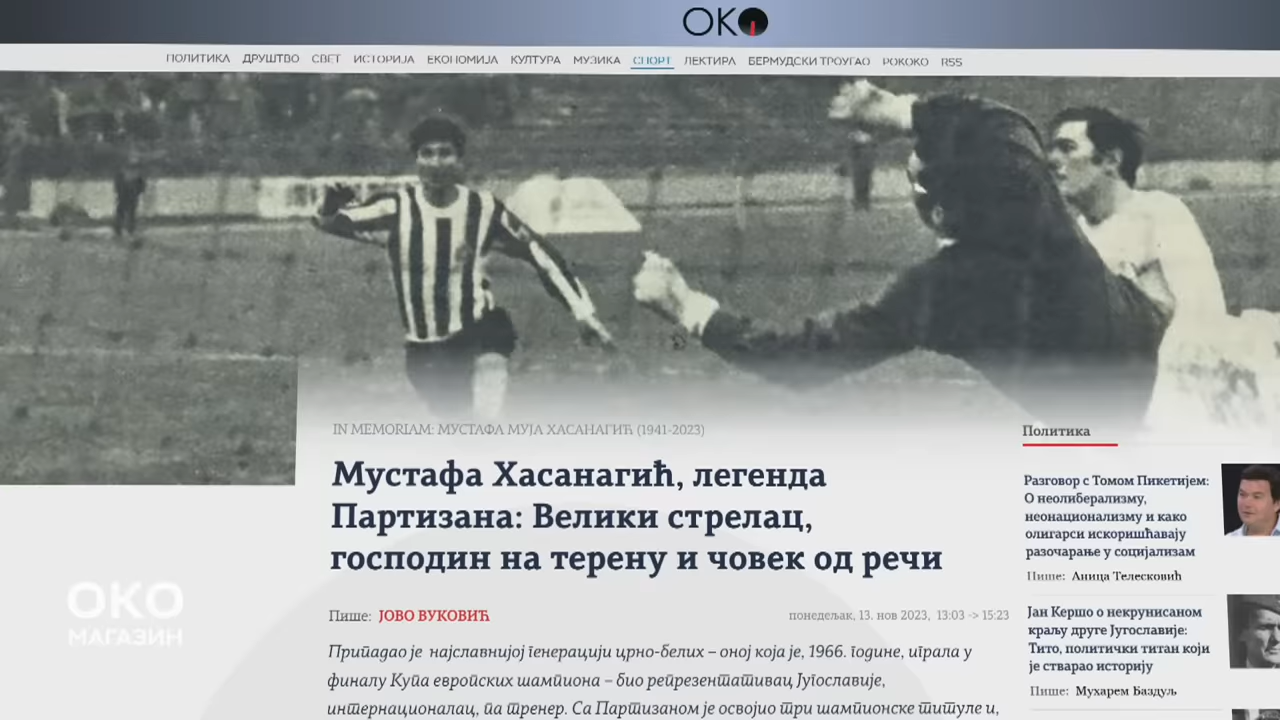 ОКО
ПОЛИТИКА ДРУШТВО СВЕТ ИСТОРИЈА ЕКОНОМИЈА КУЛТУРА МУЗИКА СПОРТ ЛЕКТИРА БЕРМУДСКИ ТРОУГАО РОКОКО RSS
IN MEMORIAM: МУСТАФА МУЈА ХАСАНАГИЋ (1941-2023)
Мустафа Хасанагић, легенда
Партизана: Велики стрелац,
господин на терену и човек од речи
Пише: ЈОВО ВУКОВИЋ
понедељак, 13. нов 2023, 13:03 -> 15:23
Припадао је најславнијој генерацији црно-белих – оној која је, 1966. године, играла у
финалу Купа европских шампиона – био репрезентативац Југославије,
интернационалац, па тренер. Са Партизаном је освојио три шампионске титуле и,
Политика
Разговор с Томом Пикетијем:
О неолиберализму,
неонационализму и како
олигарси искоришћавају
разочарање у социјализам
Пише: Аница Телесковић
Јан Кершо о некрунисаном
краљу друге Југославије:
Тито, политички титан који
је стварао историју
Пише: Мухарем Баздуљ
ОКО
МАГАЗИН